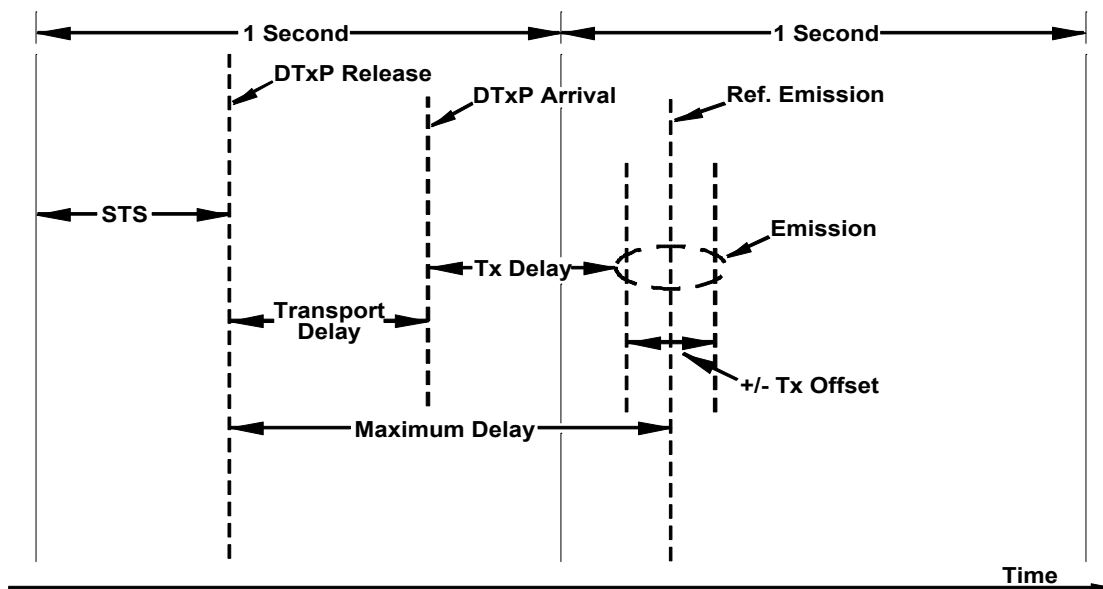 1 Second
1 Second
DTxP Release
DTxP Arrival
Ref. Emission
STS
Emission
Tx Delay
Transport
Delay
+/- Tx Offset
Maximum Delay
Time